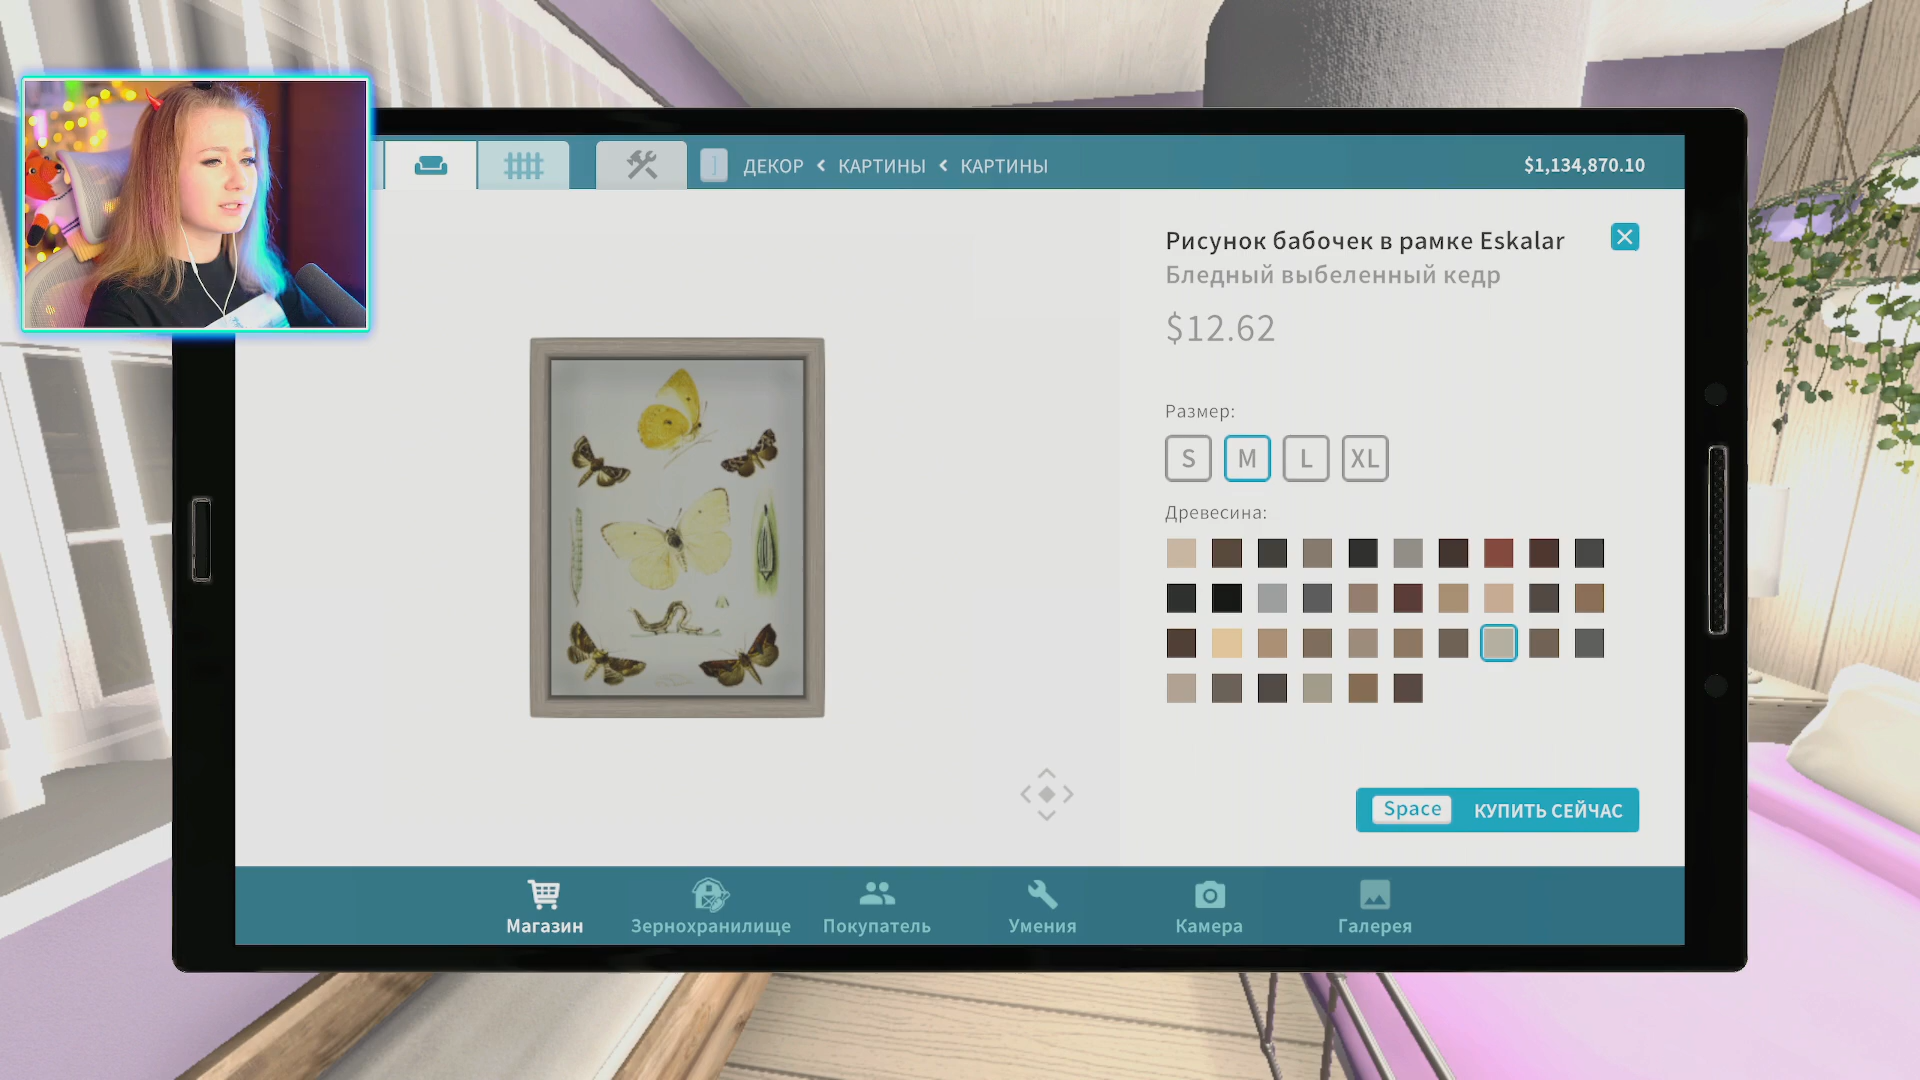 ДЕКОР < КАРТИНЫ < КАРТИНЫ
$1,134,870.10
Рисунок бабочек в рамке Eskalar
Бледный выбеленный кедр
$12.62
Размер:
S M L XL
Древесина:
Space КУПИТЬ СЕЙЧАС
Магазин Зернохранилище Покупатель Умения Камера Галерея